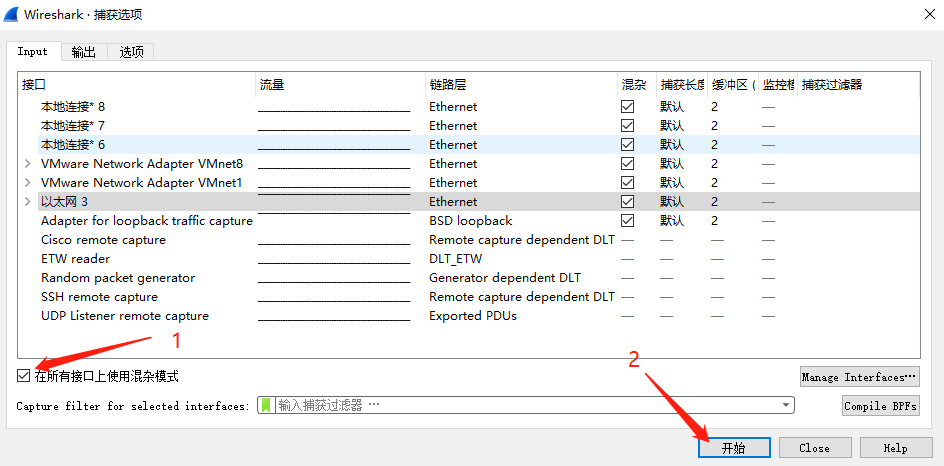 Wireshark · 捕获选项
Input 输出 选项
接口 流量 链路层 混杂 捕获长度 缓冲区 ( 监控模 捕获过滤器
本地连接* 8 Ethernet 默认 2 —
本地连接* 7 Ethernet 默认 2 —
本地连接* 6 Ethernet 默认 2 —
VMware Network Adapter VMnet8 Ethernet 默认 2 —
VMware Network Adapter VMnet1 Ethernet 默认 2 —
以太网 3 Ethernet 默认 2 —
Adapter for loopback traffic capture BSD loopback 默认 2 —
Cisco remote capture Remote capture dependent DLT — — — —
ETW reader DLT_ETW — — — —
Random packet generator Generator dependent DLT — — — —
SSH remote capture Remote capture dependent DLT — — — —
UDP Listener remote capture Exported PDUs — — — —
1
2
在所有接口上使用混杂模式 Manage Interfaces…
Capture filter for selected interfaces: 输入捕获过滤器 … Compile BPFs
开始 Close Help